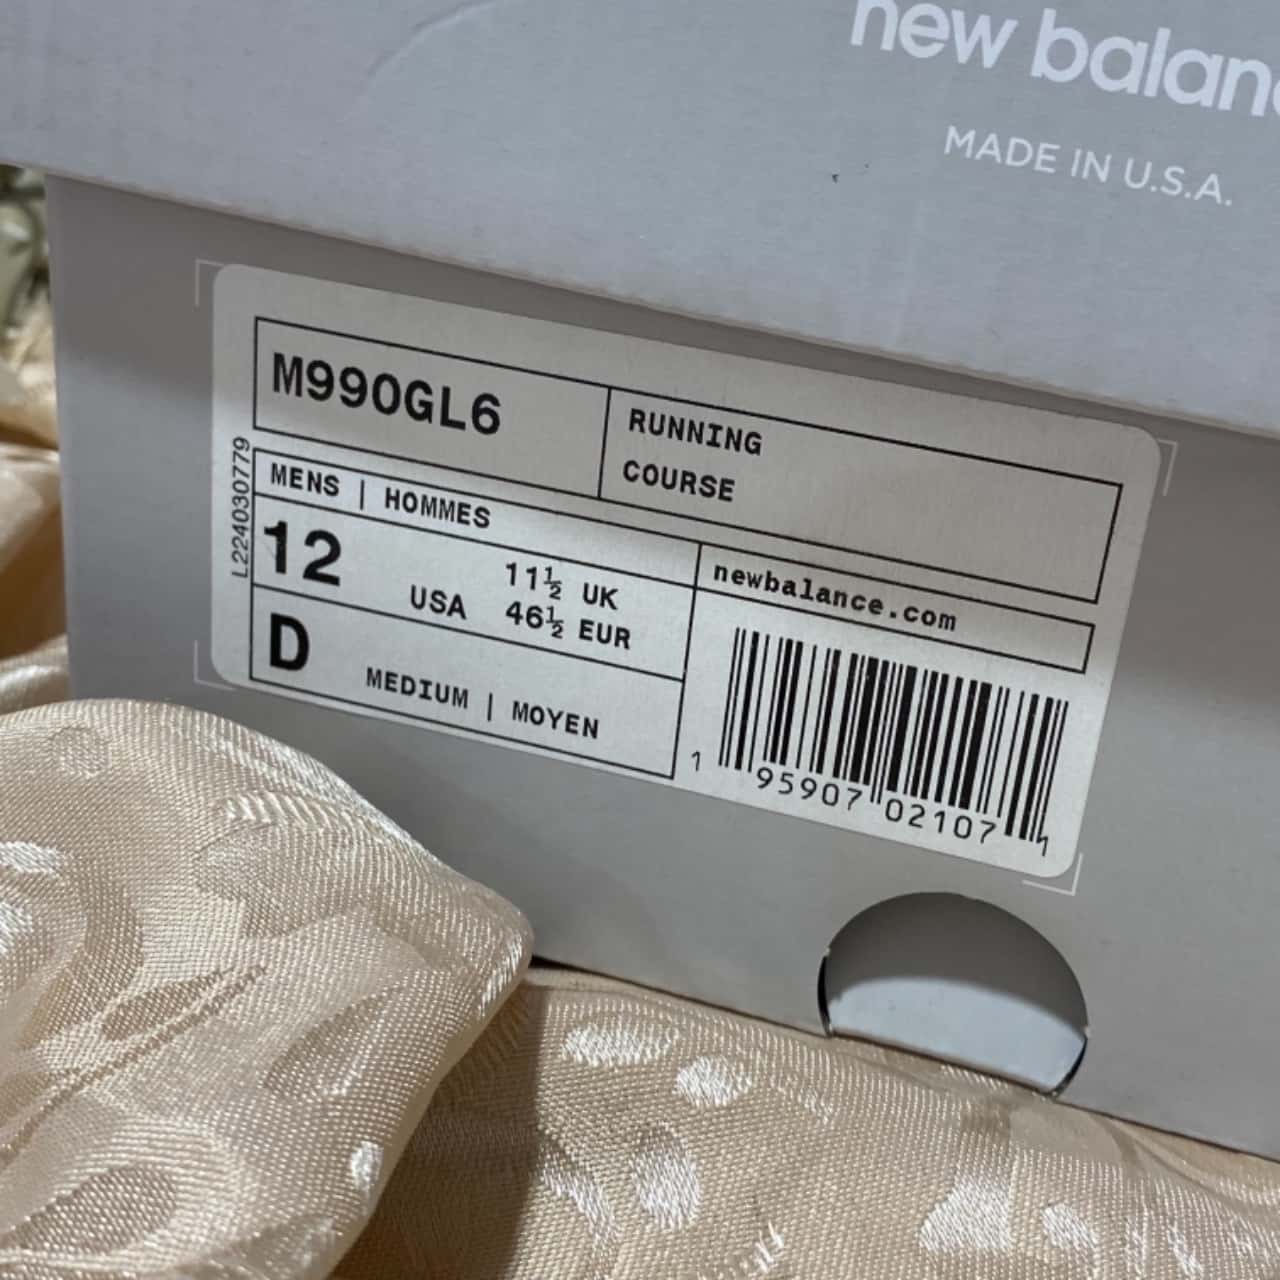 new balanc
MADE IN U.S.A.
M990GL6
RUNNING
COURSE
L224030779
MENS | HOMMES
12 USA
11½ UK
46½ EUR
newbalance.com
D MEDIUM | MOYEN
1 95907 02107 1